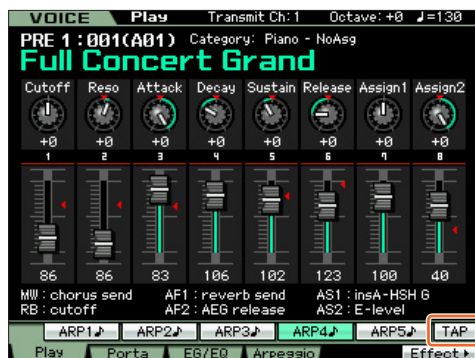 VOICE Play Transmit Ch:1 Octave:+0 ♩=130
PRE 1:001(A01) Category: Piano - NoAsg
Full Concert Grand
Cutoff Reso Attack Decay Sustain Release Assign1 Assign2
+0 +0 +0 +0 +0 +0 +0 +0
1 2 3 4 5 6 7 8
86 86 83 106 102 123 100 40
MW : chorus send AF1 : reverb send AS1 : insA-HSH G
RB : cutoff AF2 : AEG release AS2 : E-level
ARP1♪ ARP2♪ ARP3♪ ARP4♪ ARP5♪ TAP
Play Porta EG/EQ Arpeggio Effect